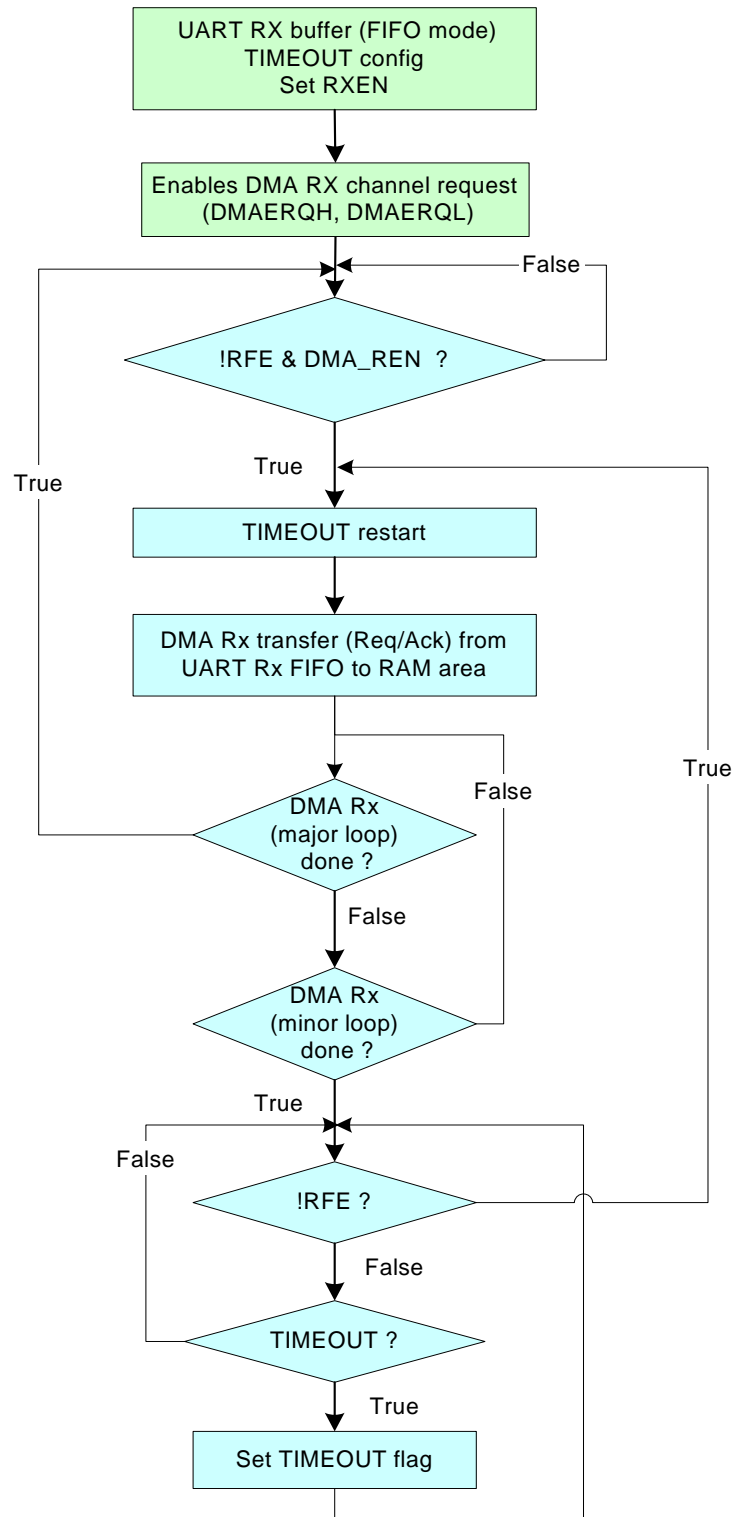 UART RX buffer (FIFO mode)
TIMEOUT config
Set RXEN
Enables DMA RX channel request
(DMAERQH, DMAERQL)
False
!RFE & DMA_REN ?
True
True
TIMEOUT restart
DMA Rx transfer (Req/Ack) from
UART Rx FIFO to RAM area
True
False
DMA Rx
(major loop)
done ?
False
DMA Rx
(minor loop)
done ?
True
False
!RFE ?
False
TIMEOUT ?
True
Set TIMEOUT flag